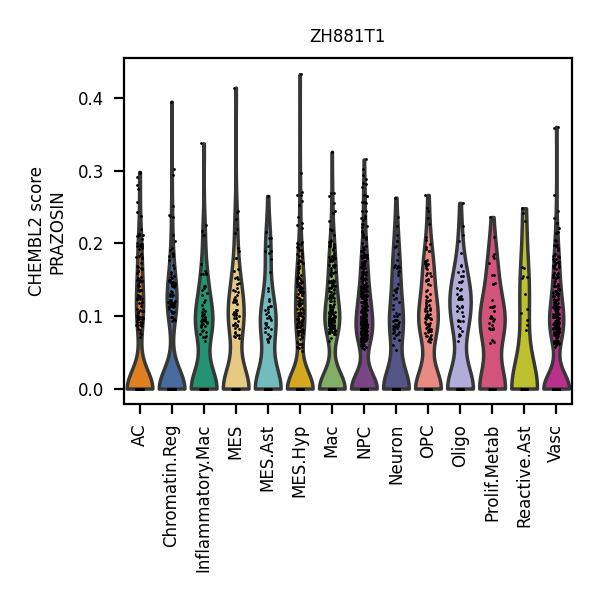 ZH881T1
CHEMBL2 score
PRAZOSIN
0.4
0.3
0.2
0.1
0.0
AC
Chromatin.Reg
Inflammatory.Mac
MES
MES.Ast
MES.Hyp
Mac
NPC
Neuron
OPC
Oligo
Prolif.Metab
Reactive.Ast
Vasc